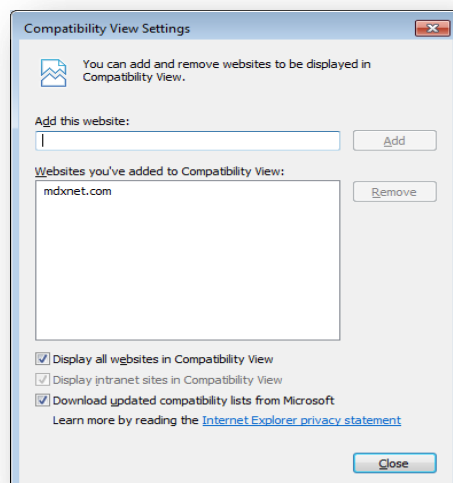 Compatibility View Settings
You can add and remove websites to be displayed in
Compatibility View.
Add this website:
Add
Websites you've added to Compatibility View:
mdxnet.com
Remove
Display all websites in Compatibility View
Display intranet sites in Compatibility View
Download updated compatibility lists from Microsoft
Learn more by reading the Internet Explorer privacy statement
Close